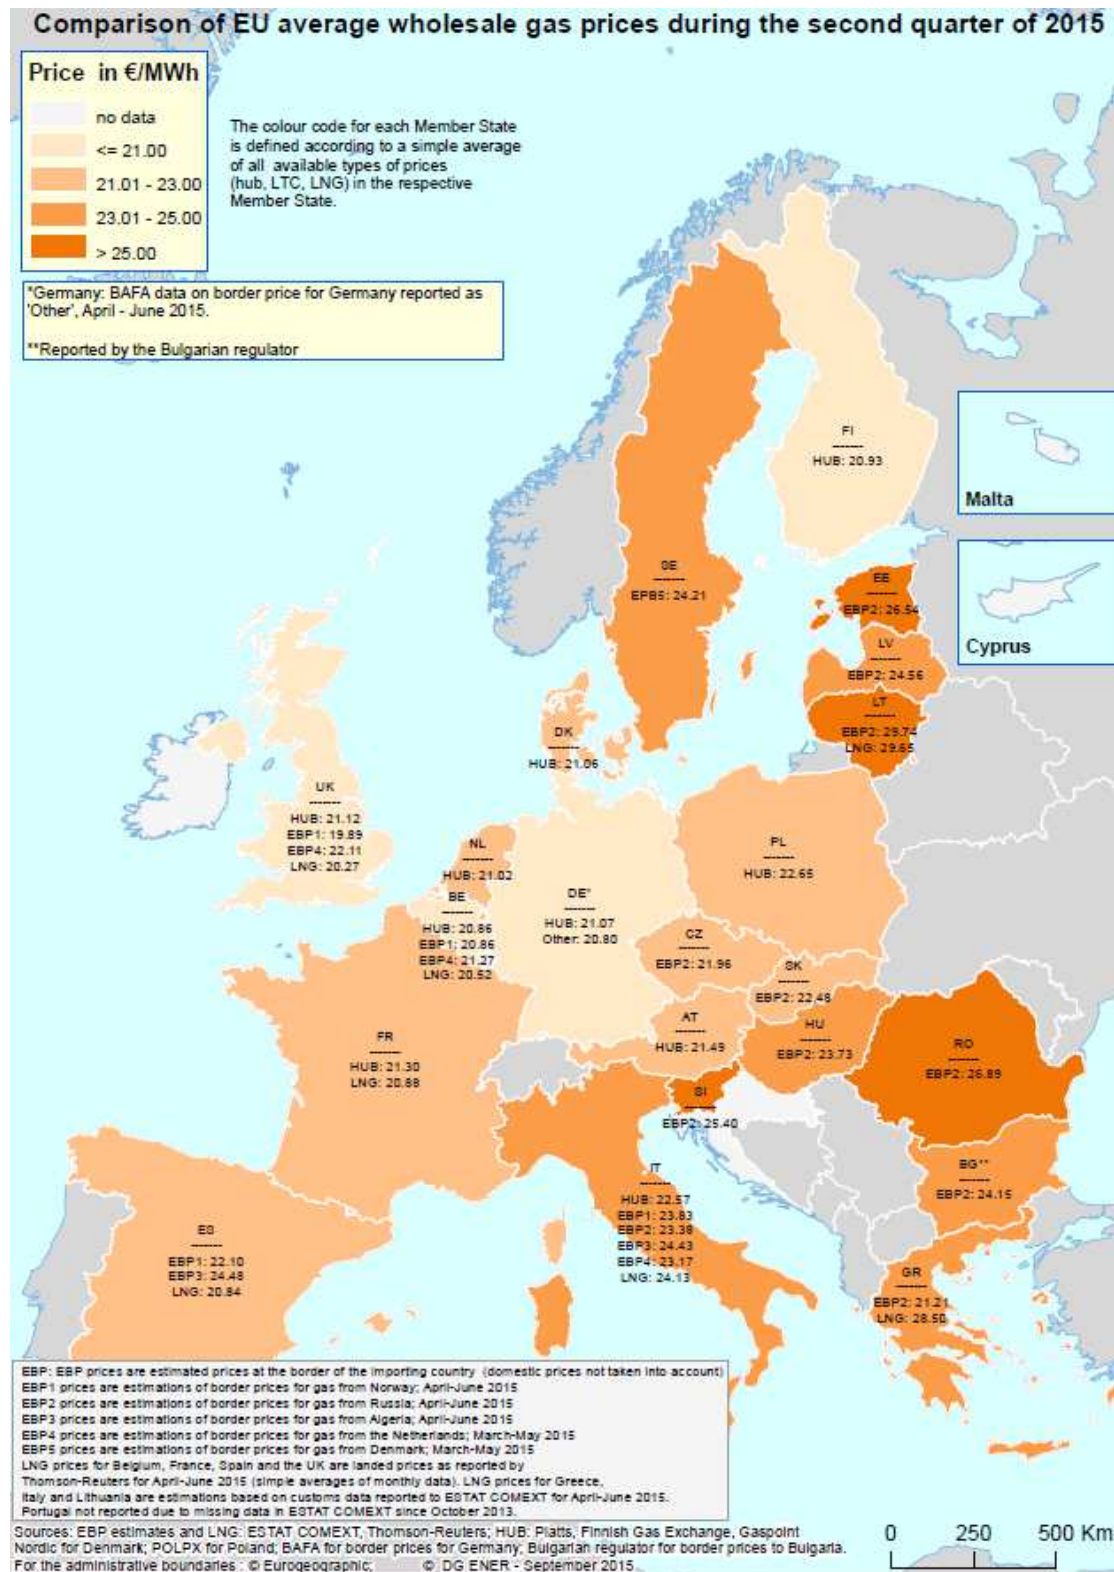 Comparison of EU average wholesale gas prices during the second quarter of 2015
Price in €/MWh
no data
<= 21.00
21.01 - 23.00
23.01 - 25.00
> 25.00
The colour code for each Member State
is defined according to a simple average
of all available types of prices
(hub, LTC, LNG) in the respective
Member State.
*Germany: BAFA data on border price for Germany reported as
'Other', April - June 2015.
**Reported by the Bulgarian regulator
FI
-------
HUB: 20.93
Malta
Cyprus
SE
-------
EPB5: 24.21
EE
-------
EBP2: 26.54
LV
-------
EBP2: 24.56
LT
-------
EBP2: 29.74
LNG: 29.65
DK
-------
HUB: 21.06
UK
-------
HUB: 21.12
EBP1: 19.89
EBP4: 22.11
LNG: 20.27
NL
-------
HUB: 21.02
BE
-------
HUB: 20.86
EBP1: 20.86
EBP4: 21.27
LNG: 20.52
DE*
-------
HUB: 21.07
Other: 20.80
PL
-------
HUB: 22.65
CZ
-------
EBP2: 21.96
SK
-------
EBP2: 22.48
AT
-------
HUB: 21.49
HU
-------
EBP2: 23.73
FR
-------
HUB: 21.30
LNG: 20.88
RO
-------
EBP2: 26.89
SI
-------
EBP2: 25.40
IT
-------
HUB: 22.57
EBP1: 23.83
EBP2: 23.38
EBP3: 24.43
EBP4: 23.17
LNG: 24.13
BG**
-------
EBP2: 24.15
ES
-------
EBP1: 22.10
EBP3: 24.48
LNG: 20.84
GR
-------
EBP2: 21.21
LNG: 28.50
EBP: EBP prices are estimated prices at the border of the importing country (domestic prices not taken into account)
EBP1 prices are estimations of border prices for gas from Norway; April-June 2015
EBP2 prices are estimations of border prices for gas from Russia; April-June 2015
EBP3 prices are estimations of border prices for gas from Algeria; April-June 2015
EBP4 prices are estimations of border prices for gas from the Netherlands; March-May 2015
EBP5 prices are estimations of border prices for gas from Denmark; March-May 2015
LNG prices for Belgium, France, Spain and the UK are landed prices as reported by
Thomson-Reuters for April-June 2015 (simple averages of monthly data). LNG prices for Greece,
Italy and Lithuania are estimations based on customs data reported to ESTAT COMEXT for April-June 2015.
Portugal not reported due to missing data in ESTAT COMEXT since October 2013.
Sources: EBP estimates and LNG: ESTAT COMEXT, Thomson-Reuters; HUB: Platts, Finnish Gas Exchange, Gaspoint
Nordic for Denmark; POLPX for Poland; BAFA for border prices for Germany; Bulgarian regulator for border prices to Bulgaria.
For the administrative boundaries : © Eurogeographic, © DG ENER - September 2015
0 250 500 Km